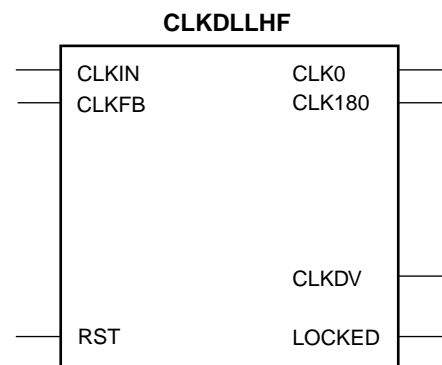 CLKDLLHF
CLKIN CLK0
CLKFB CLK180
CLKDV
RST LOCKED